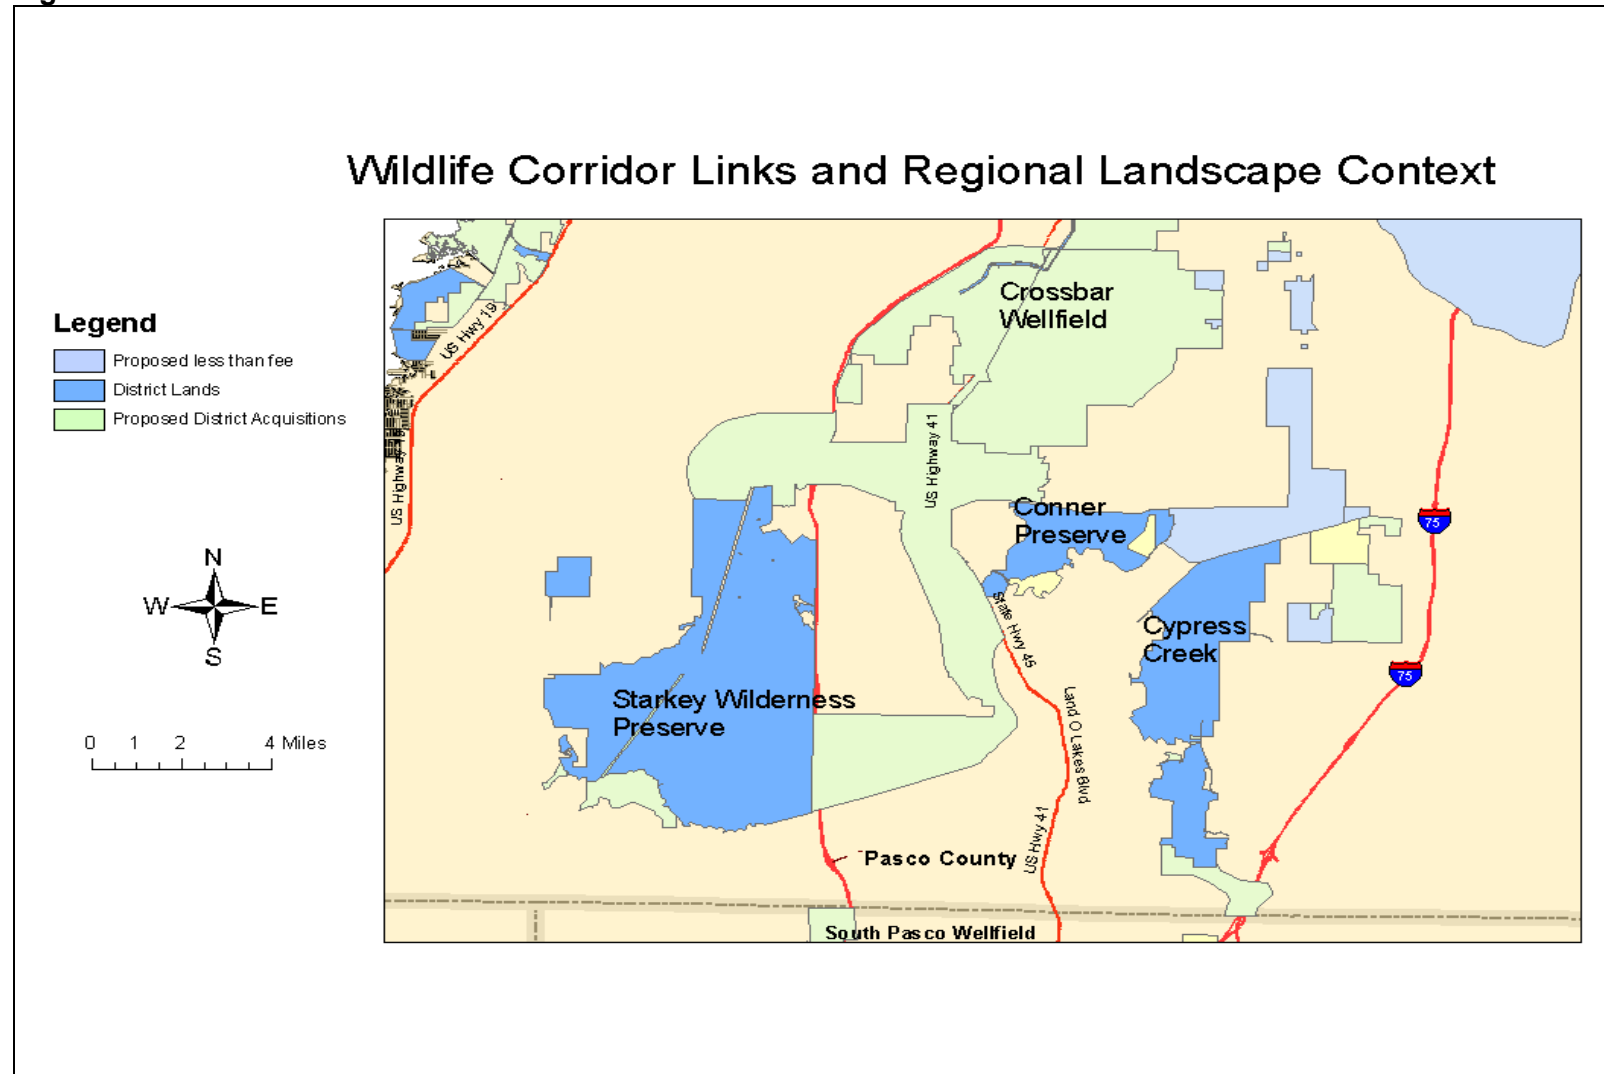 Wildlife Corridor Links and Regional Landscape Context
Legend
Proposed less than fee
District Lands
Proposed District Acquisitions
N
W
E
S
0 1 2 4 Miles
US Hwy 19
US Highway 19
Crossbar
Wellfield
US Highway 41
Conner
Preserve
75
State Hwy 45
Cypress
Creek
75
Starkey Wilderness
Preserve
Land O Lakes Blvd
US Hwy 41
Pasco County
South Pasco Wellfield